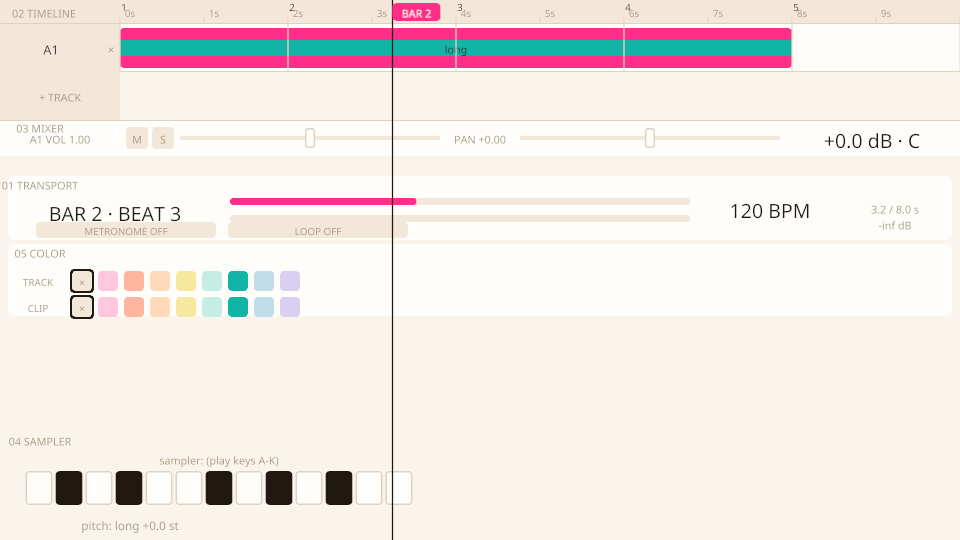 02 TIMELINE
1 2 BAR 2 3 4 5
0s 1s 2s 3s 4s 5s 6s 7s 8s 9s
A1 × long
+ TRACK
03 MIXER
A1 VOL 1.00 M S PAN +0.00 +0.0 dB · C
01 TRANSPORT
BAR 2 · BEAT 3 120 BPM 3.2 / 8.0 s
-inf dB
METRONOME OFF LOOP OFF
05 COLOR
TRACK ×
CLIP ×
04 SAMPLER
sampler: (play keys A-K)
pitch: long +0.0 st